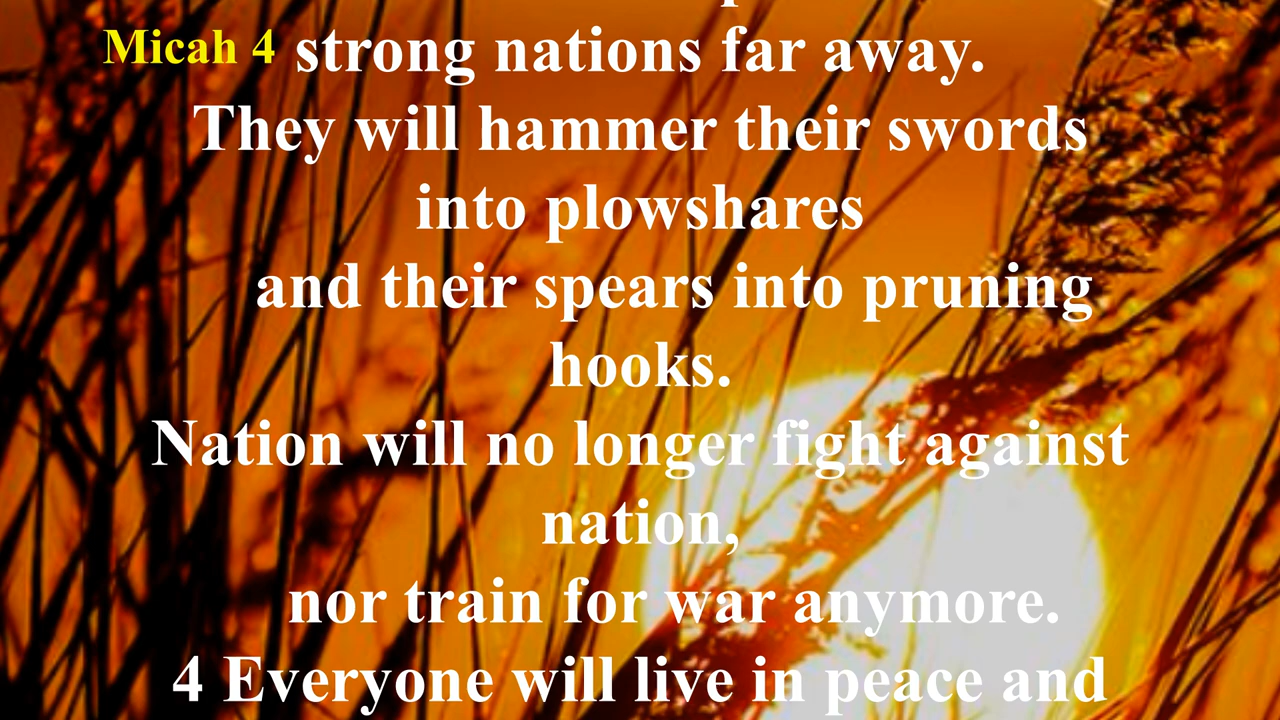 Micah 4
strong nations far away.
They will hammer their swords
into plowshares
and their spears into pruning
hooks.
Nation will no longer fight against
nation,
nor train for war anymore.
4 Everyone will live in peace and